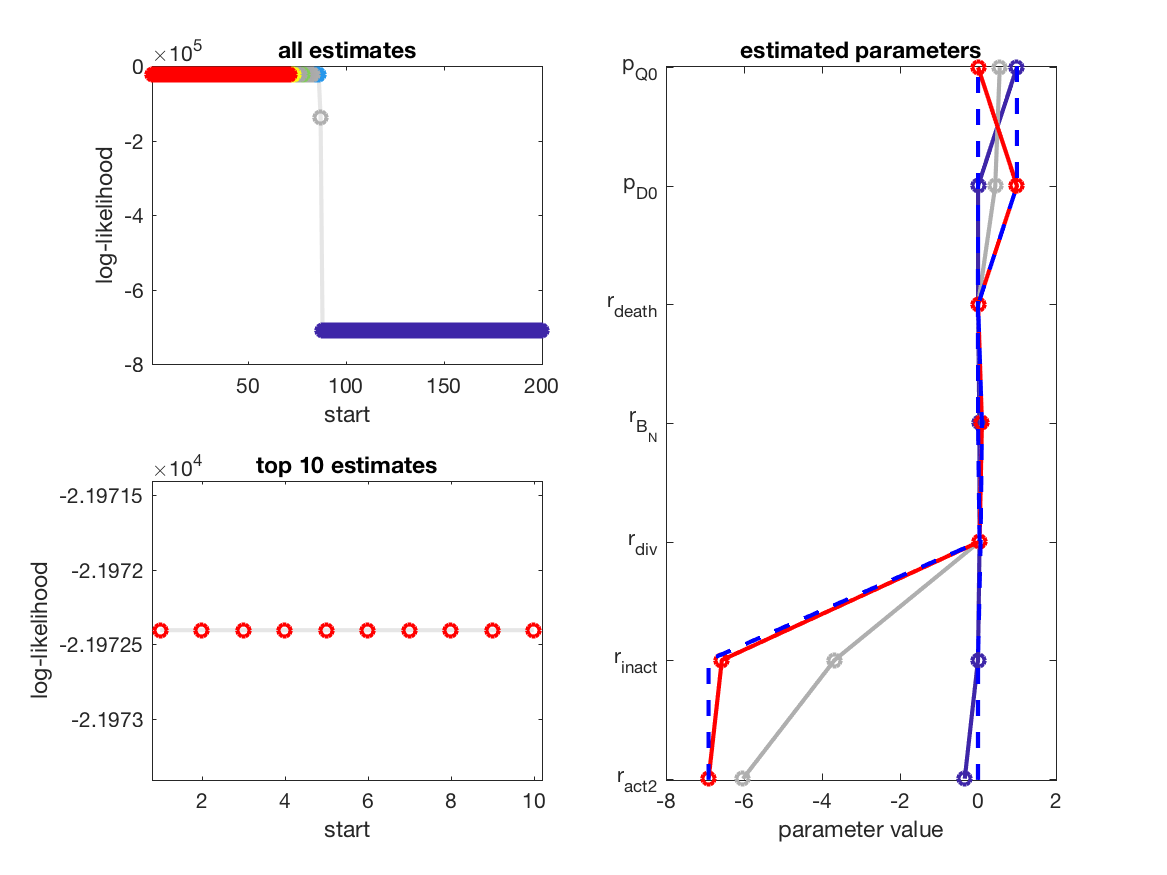 all estimates
×10^5
0
-2
-4
-6
-8
log-likelihood
50
100
150
200
start
top 10 estimates
×10^4
-2.19715
-2.1972
-2.19725
-2.1973
log-likelihood
2
4
6
8
10
start
estimated parameters
p_Q0
p_D0
r_death
r_B_N
r_div
r_inact
r_act2
-8
-6
-4
-2
0
2
parameter value